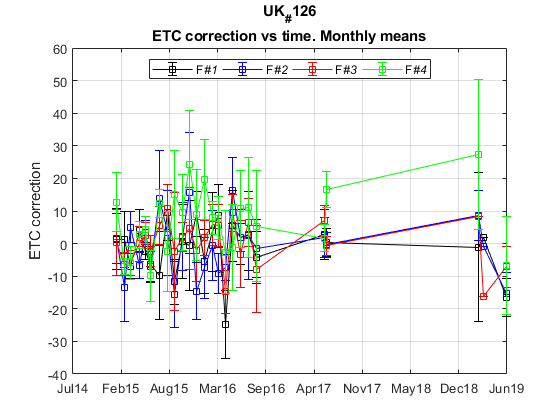 UK#126
ETC correction vs time. Monthly means
F#1 F#2 F#3 F#4
ETC correction
60
50
40
30
20
10
0
-10
-20
-30
-40
Jul14 Feb15 Aug15 Mar16 Sep16 Apr17 Nov17 May18 Dec18 Jun19